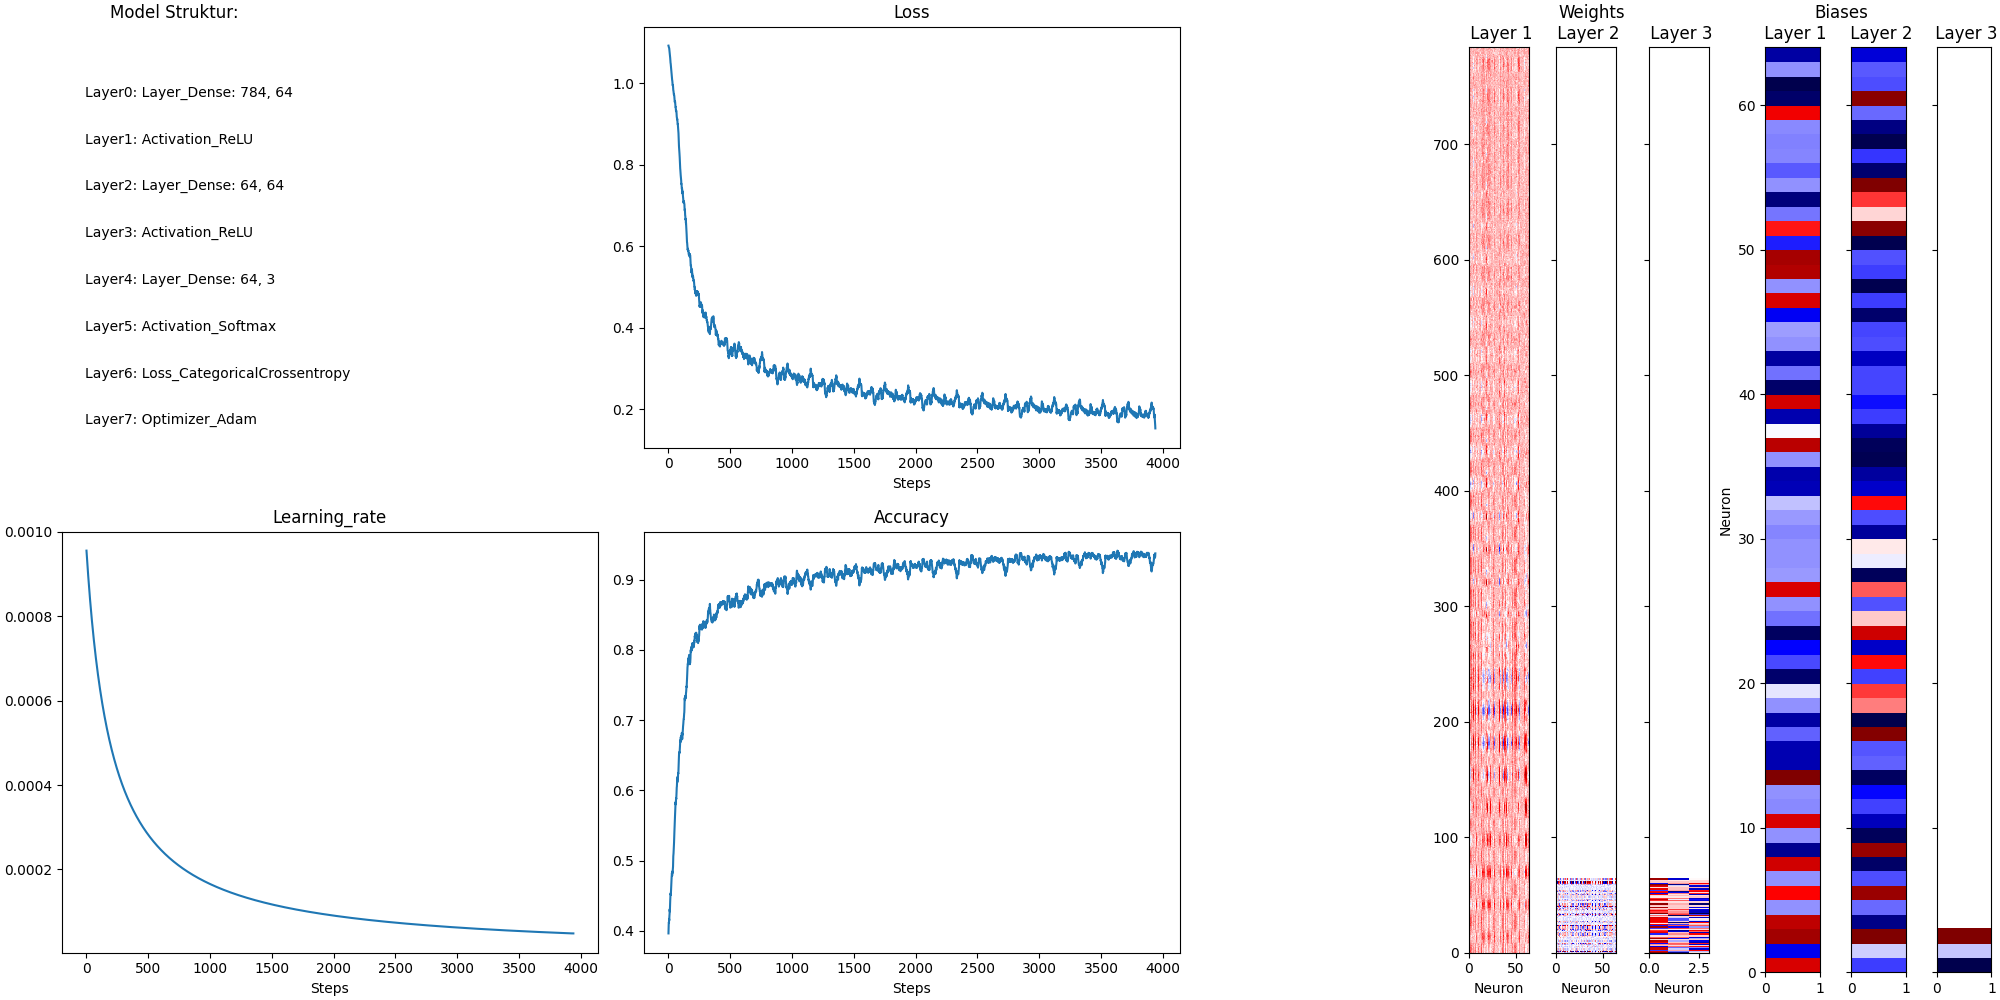 Model Struktur:
Layer0: Layer_Dense: 784, 64
Layer1: Activation_ReLU
Layer2: Layer_Dense: 64, 64
Layer3: Activation_ReLU
Layer4: Layer_Dense: 64, 3
Layer5: Activation_Softmax
Layer6: Loss_CategoricalCrossentropy
Layer7: Optimizer_Adam
Loss
1.0
0.8
0.6
0.4
0.2
0 500 1000 1500 2000 2500 3000 3500 4000
Steps
Learning_rate
0.0010
0.0008
0.0006
0.0004
0.0002
0 500 1000 1500 2000 2500 3000 3500 4000
Steps
Accuracy
0.9
0.8
0.7
0.6
0.5
0.4
0 500 1000 1500 2000 2500 3000 3500 4000
Steps
Weights
Layer 1 Layer 2 Layer 3
700
600
500
400
300
200
100
0
0 50 0 50 0.0 2.5
Neuron Neuron Neuron
Biases
Layer 1 Layer 2 Layer 3
Neuron
60
50
40
30
20
10
0
0 1 0 1 0 1